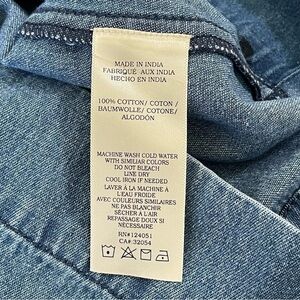 MADE IN INDIA
FABRIQUÉ AUX INDIA
HECHO EN INDIA
100% COTTON/ COTON /
BAUMWOLLE/ COTONE/
ALGODÓN
MACHINE WASH COLD WATER
WITH SIMILIAR COLORS
DO NOT BLEACH
LINE DRY
COOL IRON IF NEEDED
LAVER À LA MACHINE A
L'EAU FROIDE
AVEC COULEURS SIMILAIRES
NE PAS BLANCHIR
SÉCHER À L'AIR
REPASSAGE DOUX SI
NECESSAIRE
RN#124051
CA#:32054